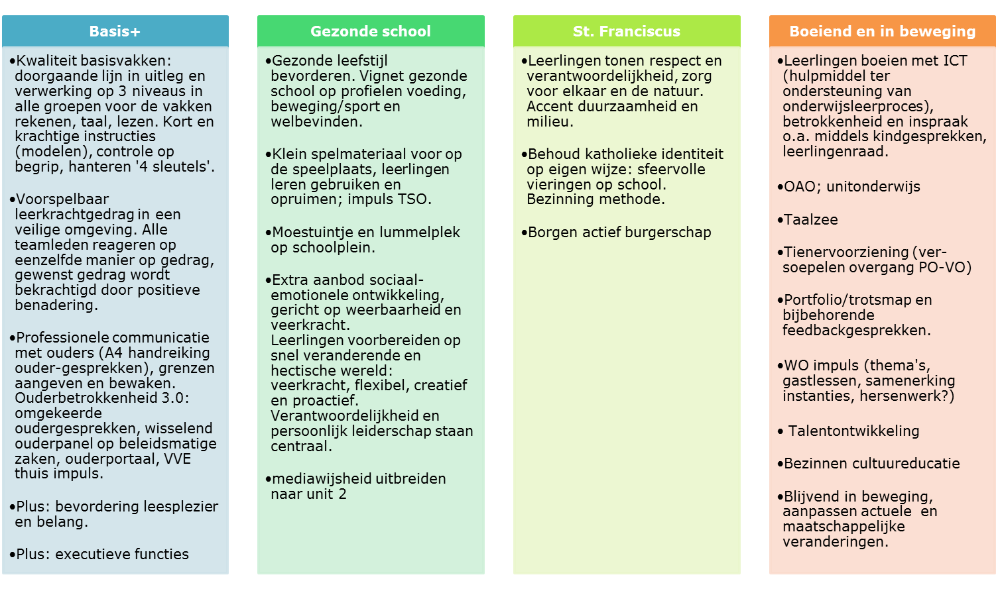 Basis+
•Kwaliteit basisvakken:
doorgaande lijn in uitleg en
verwerking op 3 niveaus in
alle groepen voor de vakken
rekenen, taal, lezen. Kort en
krachtige instructies
(modelen), controle op
begrip, hanteren '4 sleutels'.
•Voorspelbaar
leerkrachtgedrag in een
veilige omgeving. Alle
teamleden reageren op
eenzelfde manier op gedrag,
gewenst gedrag wordt
bekrachtigd door positieve
benadering.
•Professionele communicatie
met ouders (A4 handreiking
ouder-gesprekken), grenzen
aangeven en bewaken.
Ouderbetrokkenheid 3.0:
omgekeerde
oudergesprekken, wisselend
ouderpanel op beleidsmatige
zaken, ouderportaal, VVE
thuis impuls.
•Plus: bevordering leesplezier
en belang.
•Plus: executieve functies
Gezonde school
•Gezonde leefstijl
bevorderen. Vignet gezonde
school op profielen voeding,
beweging/sport en
welbevinden.
•Klein spelmateriaal voor op
de speelplaats, leerlingen
leren gebruiken en
opruimen; impuls TSO.
•Moestuintje en lummelplek
op schoolplein.
•Extra aanbod sociaal-
emotionele ontwikkeling,
gericht op weerbaarheid en
veerkracht.
Leerlingen voorbereiden op
snel veranderende en
hectische wereld:
veerkracht, flexibel, creatief
en proactief.
Verantwoordelijkheid en
persoonlijk leiderschap staan
centraal.
•mediawijsheid uitbreiden
naar unit 2
St. Franciscus
•Leerlingen tonen respect en
verantwoordelijkheid, zorg
voor elkaar en de natuur.
Accent duurzaamheid en
milieu.
•Behoud katholieke identiteit
op eigen wijze: sfeervolle
vieringen op school.
Bezinning methode.
•Borgen actief burgerschap
Boeiend en in beweging
•Leerlingen boeien met ICT
(hulpmiddel ter
ondersteuning van
onderwijsleerproces),
betrokkenheid en inspraak
o.a. middels kindgesprekken,
leerlingenraad.
•OAO; unitonderwijs
•Taalzee
•Tienervoorziening (ver-
soepelen overgang PO-VO)
•Portfolio/trotsmap en
bijbehorende
feedbackgesprekken.
•WO impuls (thema's,
gastlessen, samenerking
instanties, hersenwerk?)
• Talentontwikkeling
•Bezinnen cultuureducatie
•Blijvend in beweging,
aanpassen actuele  en
maatschappelijke
veranderingen.